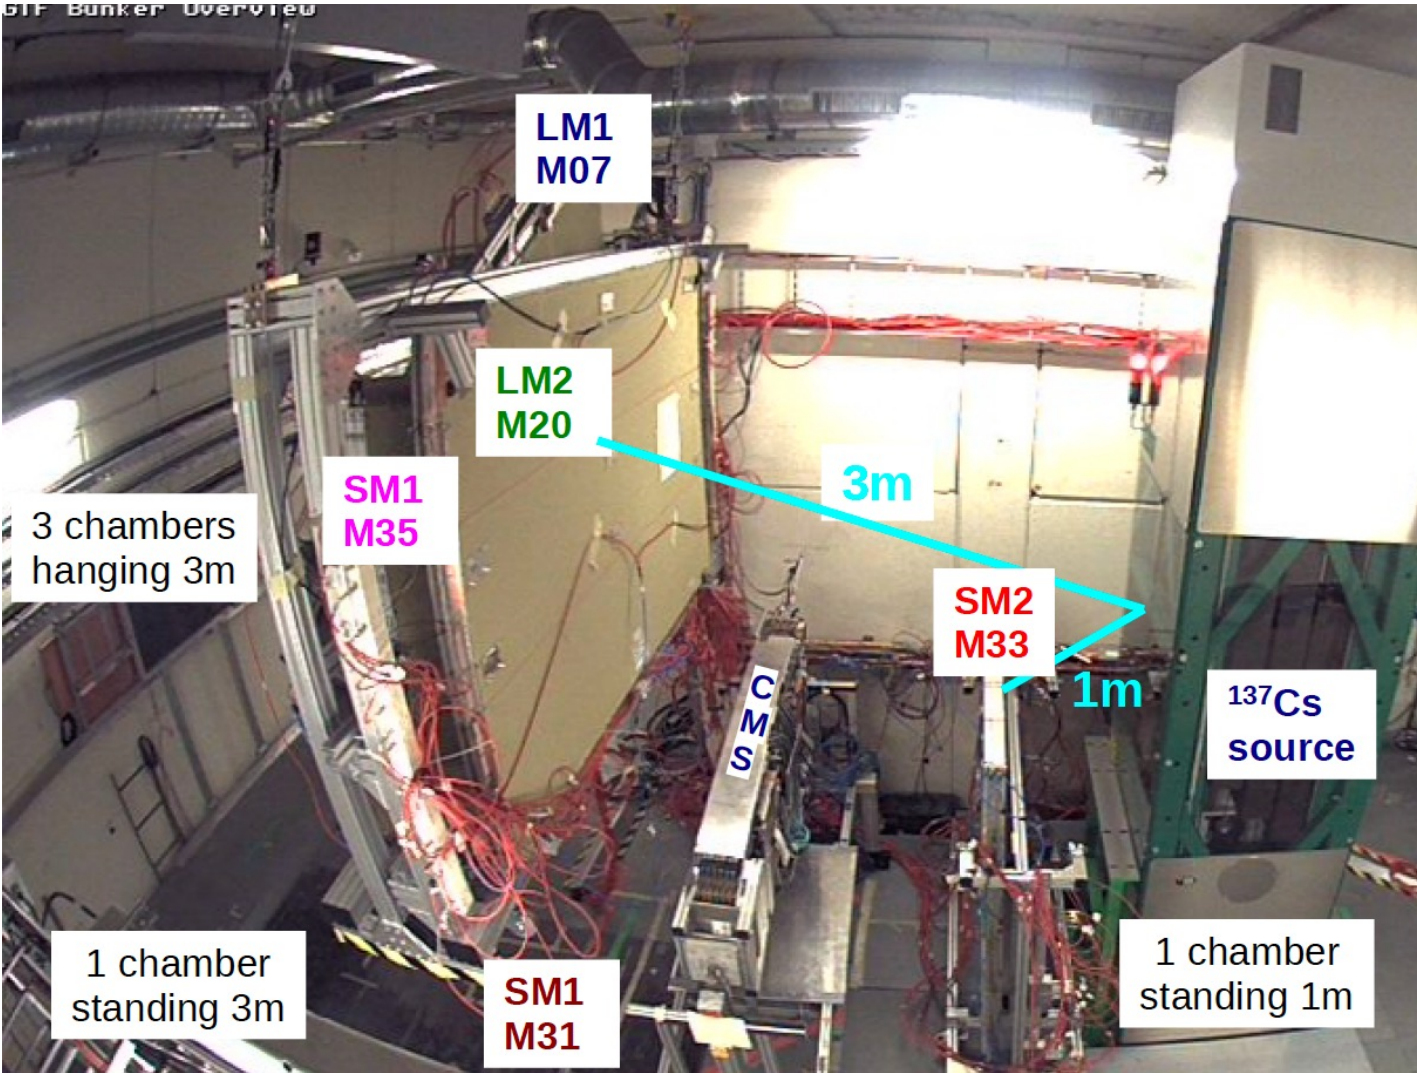 GIF Bunker Overview
LM1
M07
LM2
M20
3m
SM1
M35
3 chambers
hanging 3m
SM2
M33
1m
CMS
137Cs
source
1 chamber
standing 3m
SM1
M31
1 chamber
standing 1m